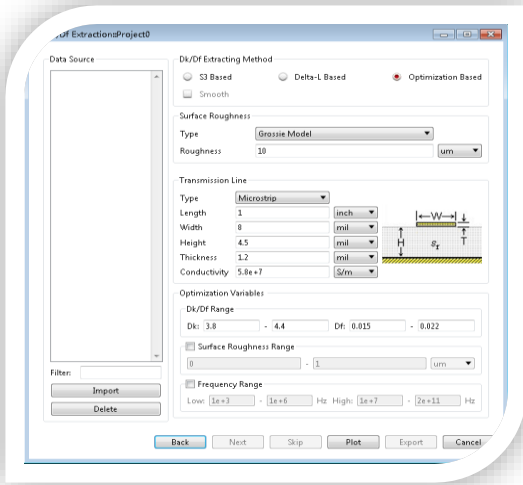 /Df Extraction:Project0
Data Source
Filter:
Import
Delete
Dk/Df Extracting Method
S3 Based Delta-L Based Optimization Based
Smooth
Surface Roughness
Type Grossie Model
Roughness 10 um
Transmission Line
Type Microstrip
Length 1 inch
Width 8 mil
Height 4.5 mil
Thickness 1.2 mil
Conductivity 5.8e+7 S/m
W
H
T
εr
Optimization Variables
Dk/Df Range
Dk: 3.8 - 4.4 Df: 0.015 - 0.022
Surface Roughness Range
0 - 1 um
Frequency Range
Low: 1e+3 - 1e+6 Hz High: 1e+7 - 2e+11 Hz
Back Next Skip Plot Export Cancel